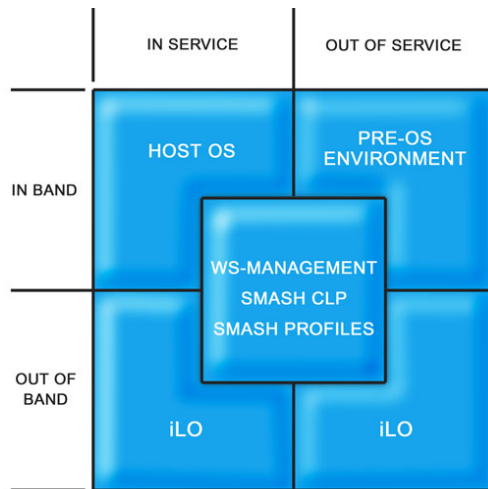 IN SERVICE
OUT OF SERVICE
IN BAND
HOST OS
PRE-OS
ENVIRONMENT
WS-MANAGEMENT
SMASH CLP
SMASH PROFILES
OUT OF
BAND
iLO
iLO